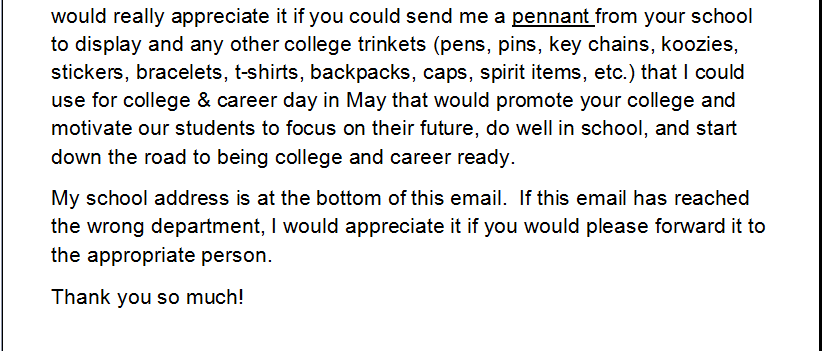 would really appreciate it if you could send me a pennant from your school
to display and any other college trinkets (pens, pins, key chains, koozies,
stickers, bracelets, t-shirts, backpacks, caps, spirit items, etc.) that I could
use for college & career day in May that would promote your college and
motivate our students to focus on their future, do well in school, and start
down the road to being college and career ready.
My school address is at the bottom of this email.  If this email has reached
the wrong department, I would appreciate it if you would please forward it to
the appropriate person.
Thank you so much!